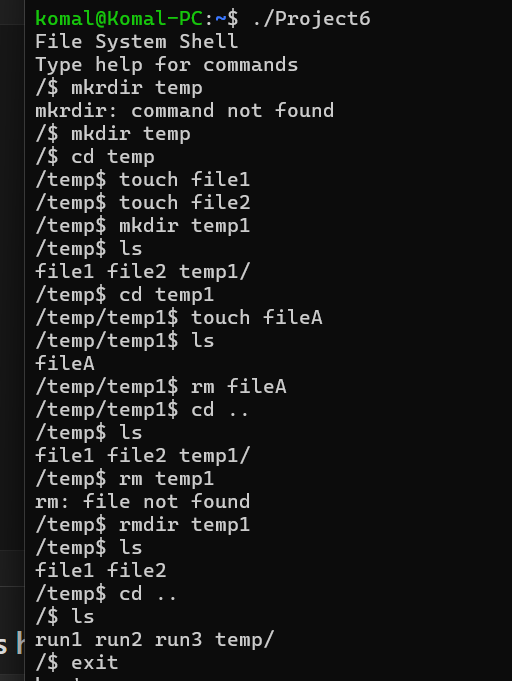 komal@Komal-PC:~$ ./Project6
File System Shell
Type help for commands
/$ mkrdir temp
mkrdir: command not found
/$ mkdir temp
/$ cd temp
/temp$ touch file1
/temp$ touch file2
/temp$ mkdir temp1
/temp$ ls
file1 file2 temp1/
/temp$ cd temp1
/temp/temp1$ touch fileA
/temp/temp1$ ls
fileA
/temp/temp1$ rm fileA
/temp/temp1$ cd ..
/temp$ ls
file1 file2 temp1/
/temp$ rm temp1
rm: file not found
/temp$ rmdir temp1
/temp$ ls
file1 file2
/temp$ cd ..
/$ ls
run1 run2 run3 temp/
/$ exit